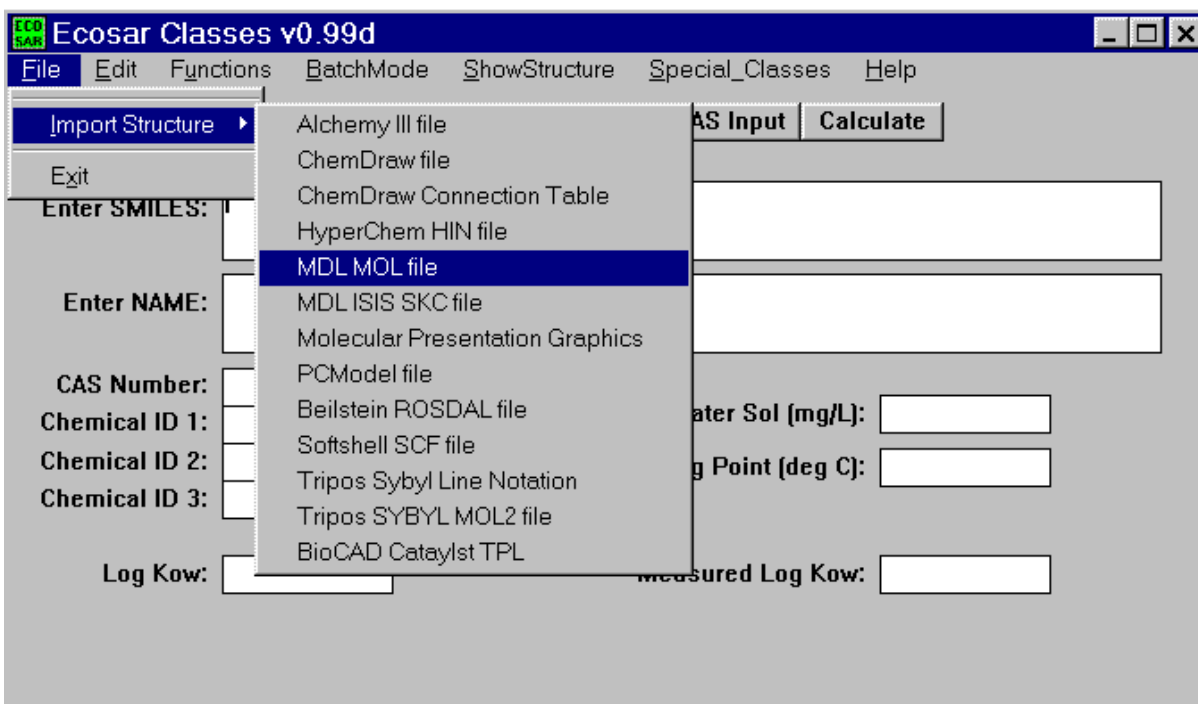 ECO
SAR
Ecosar Classes v0.99d
File Edit Functions BatchMode ShowStructure Special_Classes Help
Import Structure
Exit
Alchemy III file
ChemDraw file
ChemDraw Connection Table
HyperChem HIN file
MDL MOL file
MDL ISIS SKC file
Molecular Presentation Graphics
PCModel file
Beilstein ROSDAL file
Softshell SCF file
Tripos Sybyl Line Notation
Tripos SYBYL MOL2 file
BioCAD Cataylst TPL
AS Input Calculate
Enter SMILES:
Enter NAME:
CAS Number:
Chemical ID 1:
Chemical ID 2:
Chemical ID 3:
ater Sol (mg/L):
g Point (deg C):
Log Kow:
Measured Log Kow: